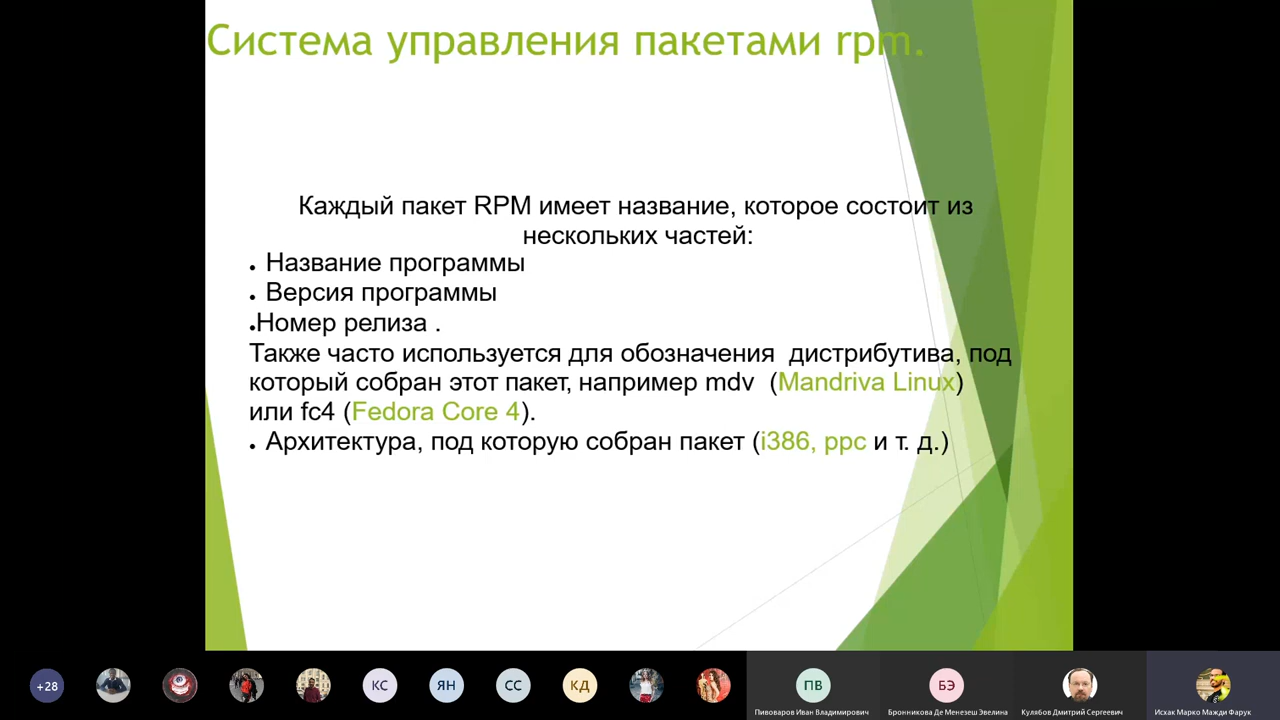 Система управления пакетами rpm.
Каждый пакет RPM имеет название, которое состоит из
нескольких частей:
● Название программы
● Версия программы
●Номер релиза .
Также часто используется для обозначения  дистрибутива, под
который собран этот пакет, например mdv  (Mandriva Linux)
или fc4 (Fedora Core 4).
● Архитектура, под которую собран пакет (i386, ppc и т. д.)
+28
КС
ЯН
СС
КД
ПВ
БЭ
Пивоваров Иван Владимирович
Бронникова Де Менезеш Эвелина
Кулябов Дмитрий Сергеевич
Исхак Марко Мажди Фарук